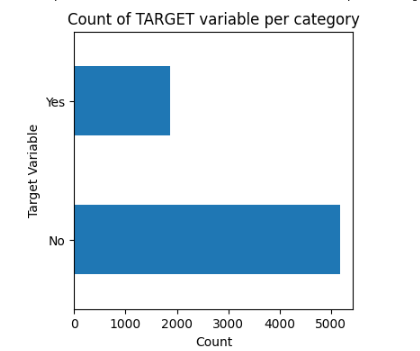 Count of TARGET variable per category
Yes
No
Target Variable
0 1000 2000 3000 4000 5000
Count